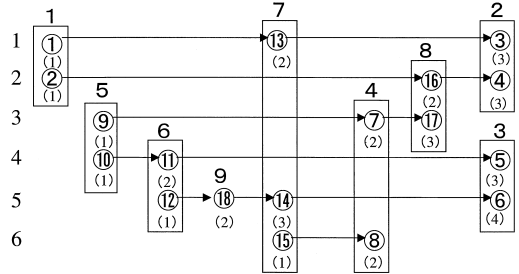 7 2
1 8
1 ① ⑬ ③
(1) (2) (3)
2 ② ⑯ ④
(1) 5 4 (2) (3)
3 ⑨ ⑦ ⑰ 3
(1) 6 (2) (3)
4 ⑩ ⑪ ⑤
(1) (2) 9 (3)
5 ⑫ ⑱ ⑭ ⑥
(1) (2) (3) (4)
6 ⑮ ⑧
(1) (2)